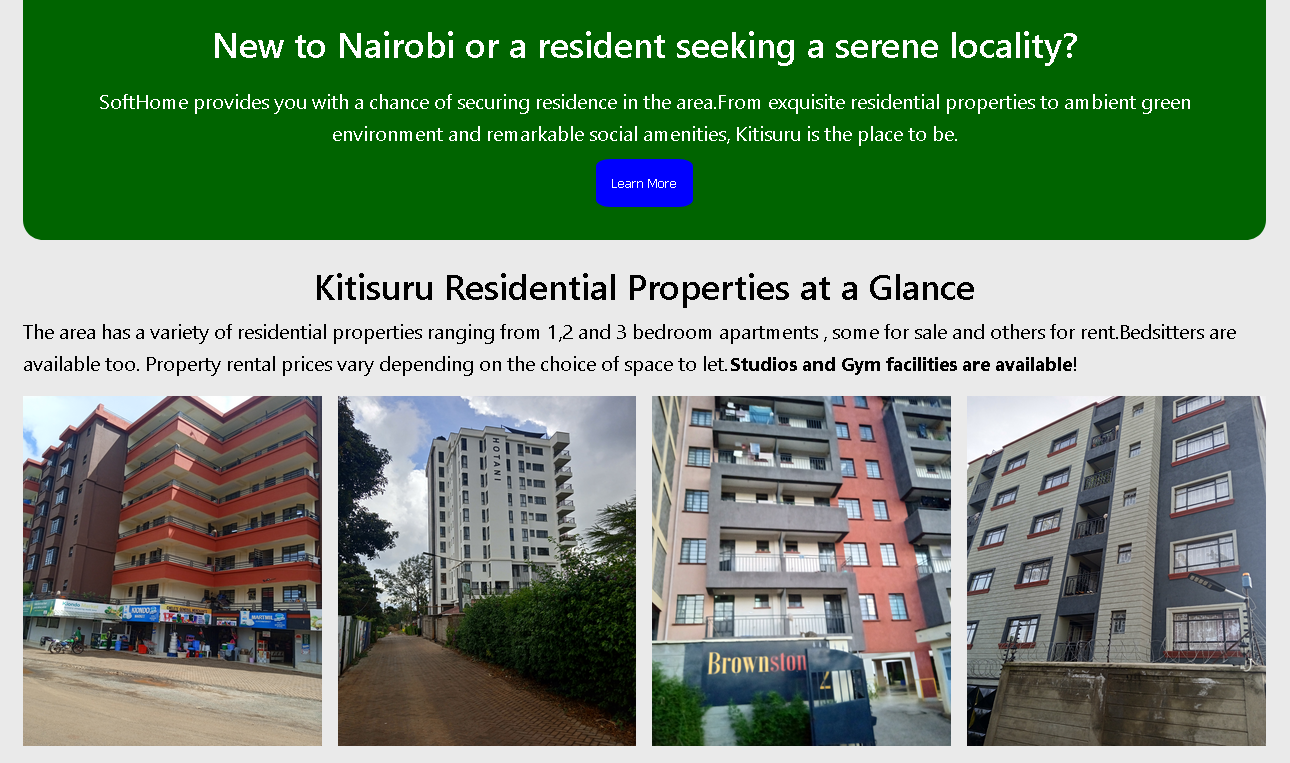 New to Nairobi or a resident seeking a serene locality?
SoftHome provides you with a chance of securing residence in the area.From exquisite residential properties to ambient green
environment and remarkable social amenities, Kitisuru is the place to be.
Learn More
Kitisuru Residential Properties at a Glance
The area has a variety of residential properties ranging from 1,2 and 3 bedroom apartments , some for sale and others for rent.Bedsitters are
available too. Property rental prices vary depending on the choice of space to let.Studios and Gym facilities are available!
HOTANI
KIONDO
MARTWIL
Brownston
2